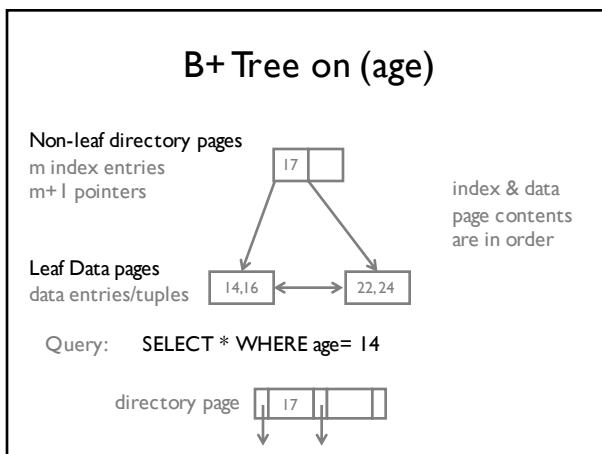 B+ Tree on (age)
Non-leaf directory pages
m index entries
m+1 pointers
17
index & data
page contents
are in order
Leaf Data pages
data entries/tuples
14,16
22,24
Query: SELECT * WHERE age= 14
directory page
17